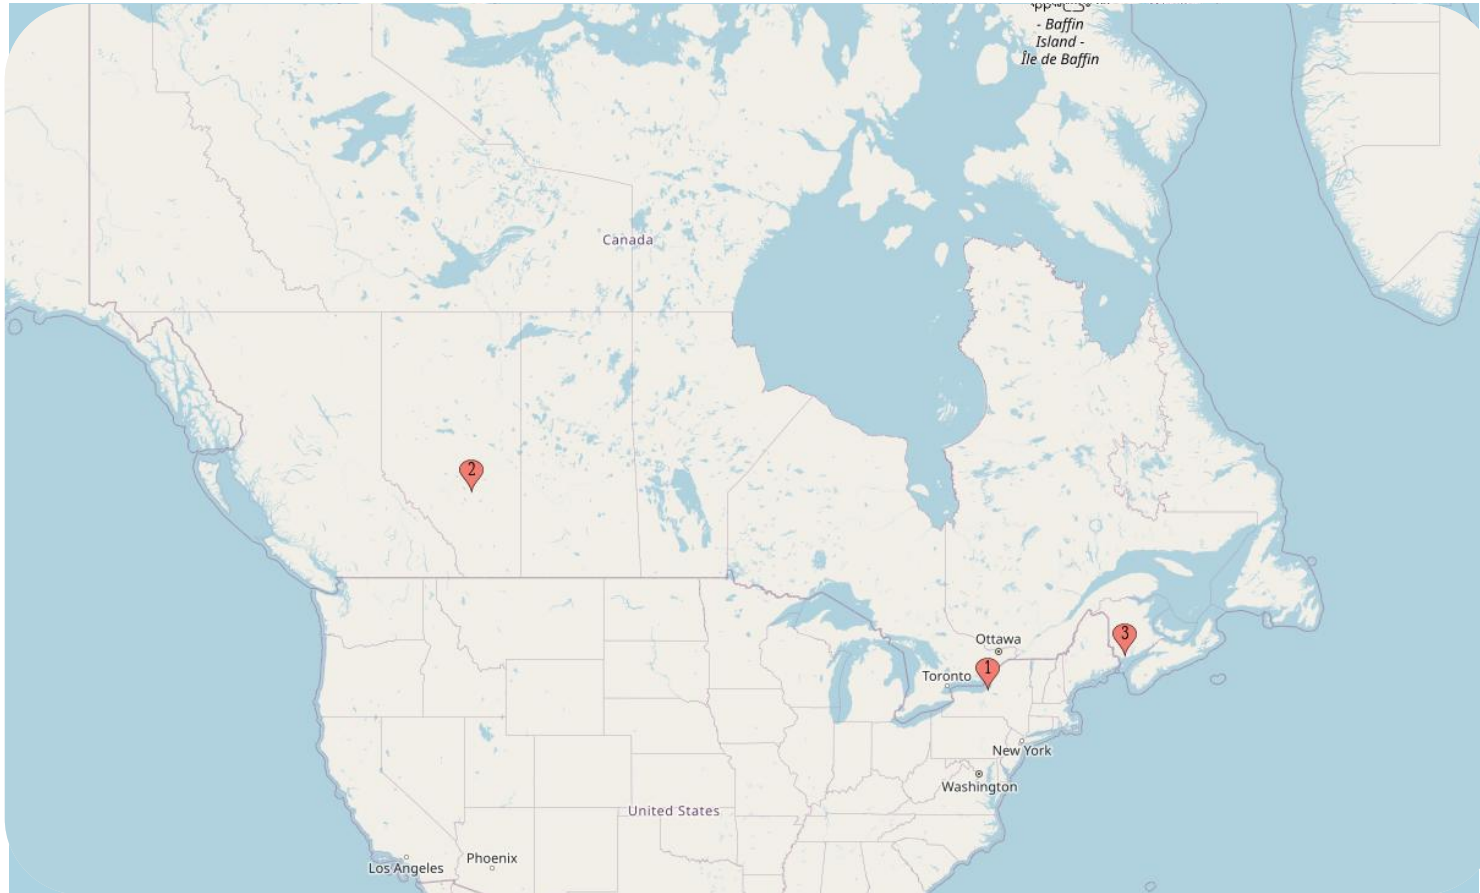 - Baffin
Island -
Île de Baffin
Canada
2
Ottawa
3
Toronto
1
New York
Washington
United States
Phoenix
Los Angeles